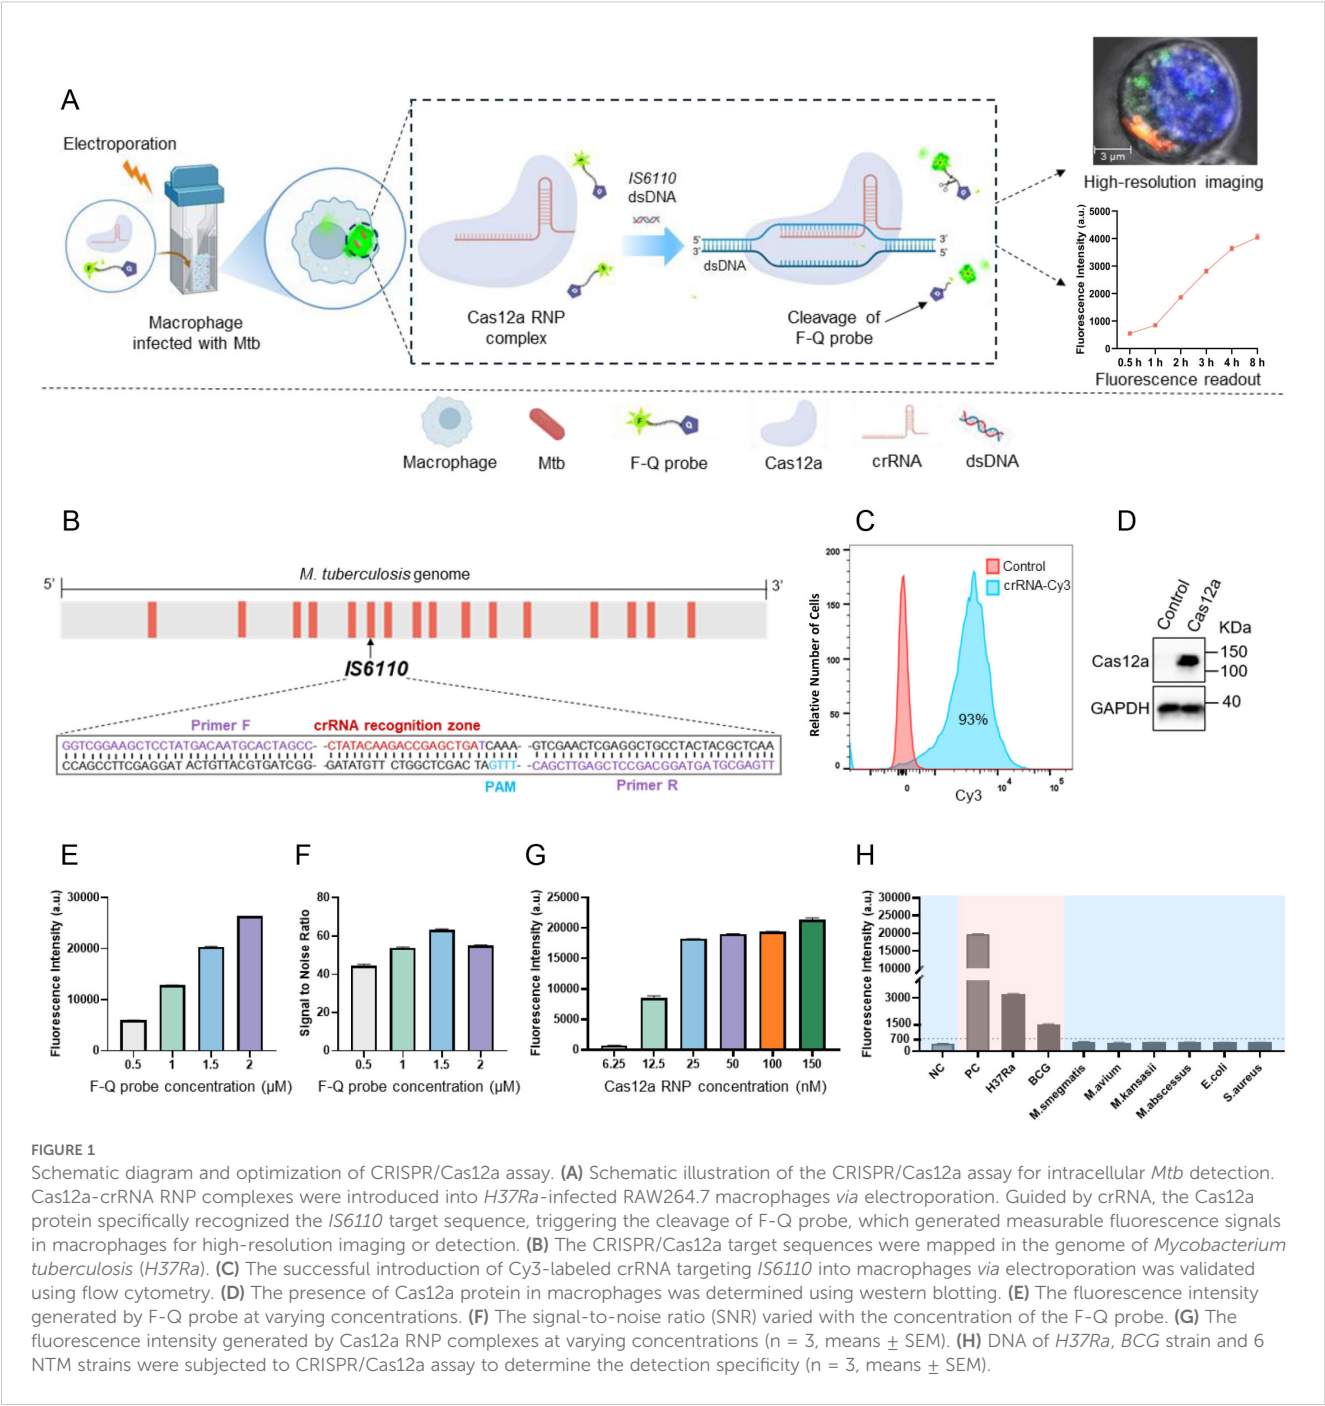 A
Electroporation
Macrophage
infected with Mtb
Cas12a RNP
complex
IS6110
dsDNA
5'
3'
dsDNA
3'
5'
Cleavage of
F-Q probe
3 µm
High-resolution imaging
Fluorescence Intensity (a.u.)
5000
4000
3000
2000
1000
0
0.5 h 1 h 2 h 3 h 4 h 8 h
Fluorescence readout
F
Q
Macrophage
Mtb
F-Q probe
Cas12a
crRNA
dsDNA
B
5'
M. tuberculosis genome
3'
IS6110
Primer F
crRNA recognition zone
GGTCGGAAGCTCCTATGACAATGCACTAGCC- -CTATACAAGACCGAGCTGATCAAA- -GTCGAACTCGAGGCTGCCTACTACGCTCAA
CCAGCCTTCGAGGAT ACTGTTACGTGATCGG- -GATATGTT CTGGCTCGACTAGTTT- -CAGCTTGAGCTCCGACGGATGATGCGAGTT
PAM
Primer R
C
Relative Number of Cells
200
150
100
50
0
Control
crRNA-Cy3
93%
0
10⁴
10⁵
Cy3
D
Control
Cas12a
KDa
Cas12a
150
100
GAPDH
40
E
Fluorescence Intensity (a.u.)
30000
20000
10000
0
0.5 1 1.5 2
F-Q probe concentration (µM)
F
Signal to Noise Ratio
80
60
40
20
0
0.5 1 1.5 2
F-Q probe concentration (µM)
G
Fluorescence Intensity (a.u.)
25000
20000
15000
10000
5000
0
6.25 12.5 25 50 100 150
Cas12a RNP concentration (nM)
H
Fluorescence Intensity (a.u.)
30000
25000
20000
15000
10000
3000
1500
700
0
NC
PC
H37Ra
BCG
M.smegmatis
M.avium
M.kansasii
M.abscessus
E.coli
S.aureus
FIGURE 1
Schematic diagram and optimization of CRISPR/Cas12a assay. (A) Schematic illustration of the CRISPR/Cas12a assay for intracellular Mtb detection.
Cas12a-crRNA RNP complexes were introduced into H37Ra-infected RAW264.7 macrophages via electroporation. Guided by crRNA, the Cas12a
protein specifically recognized the IS6110 target sequence, triggering the cleavage of F-Q probe, which generated measurable fluorescence signals
in macrophages for high-resolution imaging or detection. (B) The CRISPR/Cas12a target sequences were mapped in the genome of Mycobacterium
tuberculosis (H37Ra). (C) The successful introduction of Cy3-labeled crRNA targeting IS6110 into macrophages via electroporation was validated
using flow cytometry. (D) The presence of Cas12a protein in macrophages was determined using western blotting. (E) The fluorescence intensity
generated by F-Q probe at varying concentrations. (F) The signal-to-noise ratio (SNR) varied with the concentration of the F-Q probe. (G) The
fluorescence intensity generated by Cas12a RNP complexes at varying concentrations (n = 3, means ± SEM). (H) DNA of H37Ra, BCG strain and 6
NTM strains were subjected to CRISPR/Cas12a assay to determine the detection specificity (n = 3, means ± SEM).